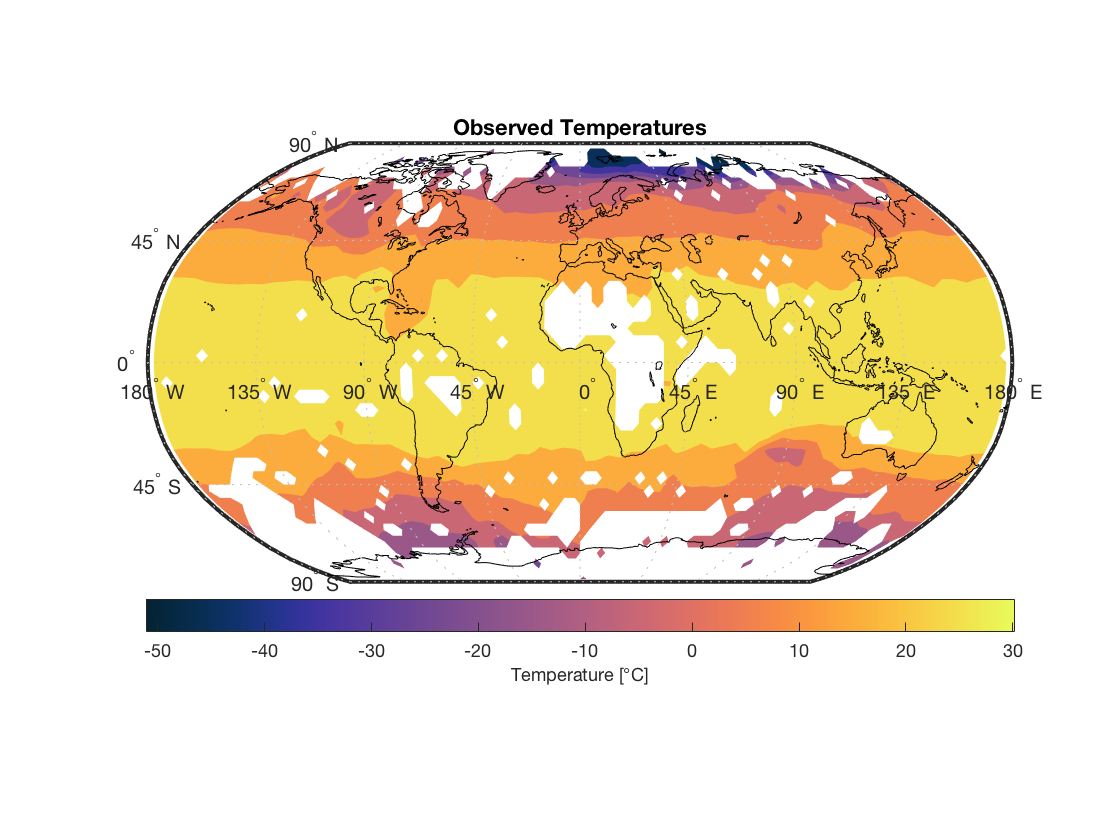 Observed Temperatures
90° N
45° N
0°
180° W 135° W 90° W 45° W 0° 45° E 90° E 135° E 180° E
45° S
90° S
-50 -40 -30 -20 -10 0 10 20 30
Temperature [°C]